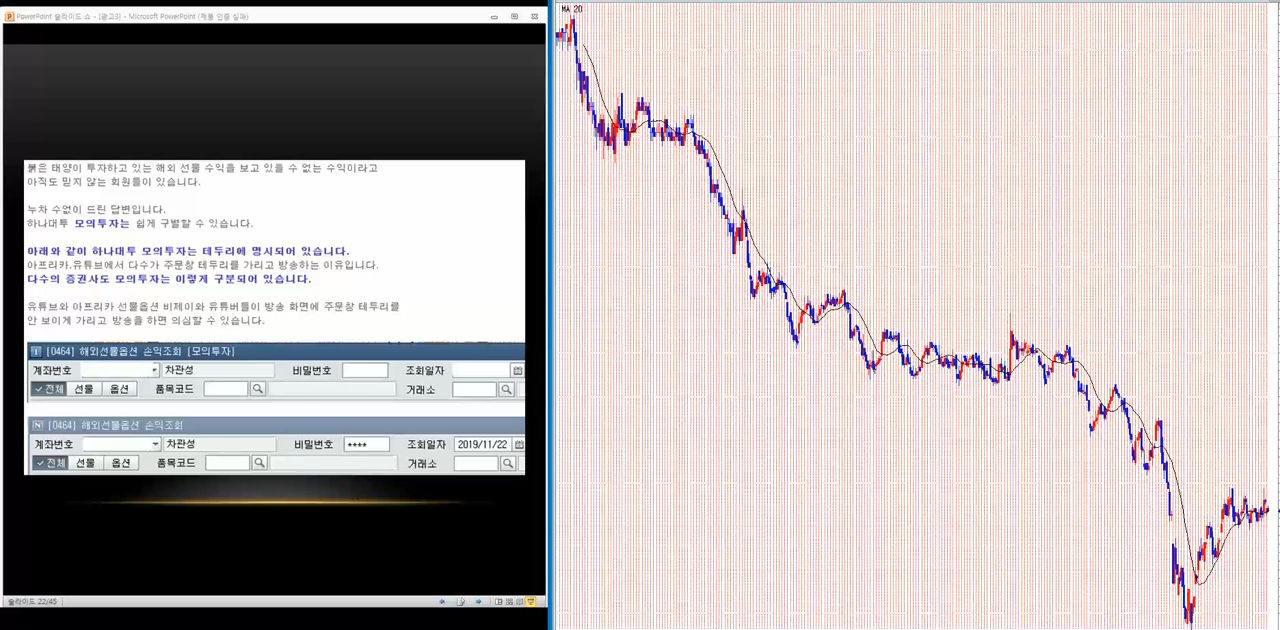 PowerPoint 슬라이드 쇼 - [광고3] - Microsoft PowerPoint (제품 인증 실패)
붉은 태양이 투자하고 있는 해외 선물 수익을 보고 있을 수 없는 수익이라고
아직도 믿지 않는 회원들이 있습니다.
누차 수없이 드린 답변입니다.
하나대투 모의투자는 쉽게 구별할 수 있습니다.
아래와 같이 하나대투 모의투자는 테두리에 명시되어 있습니다.
아프리카,유튜브에서 다수가 주문창 테두리를 가리고 방송하는 이유입니다.
다수의 증권사도 모의투자는 이렇게 구분되어 있습니다.
유튜브와 아프리카 선물옵션 비제이와 유튜버들이 방송 화면에 주문창 테두리를
안 보이게 가리고 방송을 하면 의심할 수 있습니다.
[0464] 해외선물옵션 손익조회 [모의투자]
계좌번호 차관성 비밀번호 조회일자
전체 선물 옵션 품목코드 거래소
[0464] 해외선물옵션 손익조회
계좌번호 차관성 비밀번호 **** 조회일자 2019/11/22
전체 선물 옵션 품목코드 거래소
슬라이드 22/45
MA 20